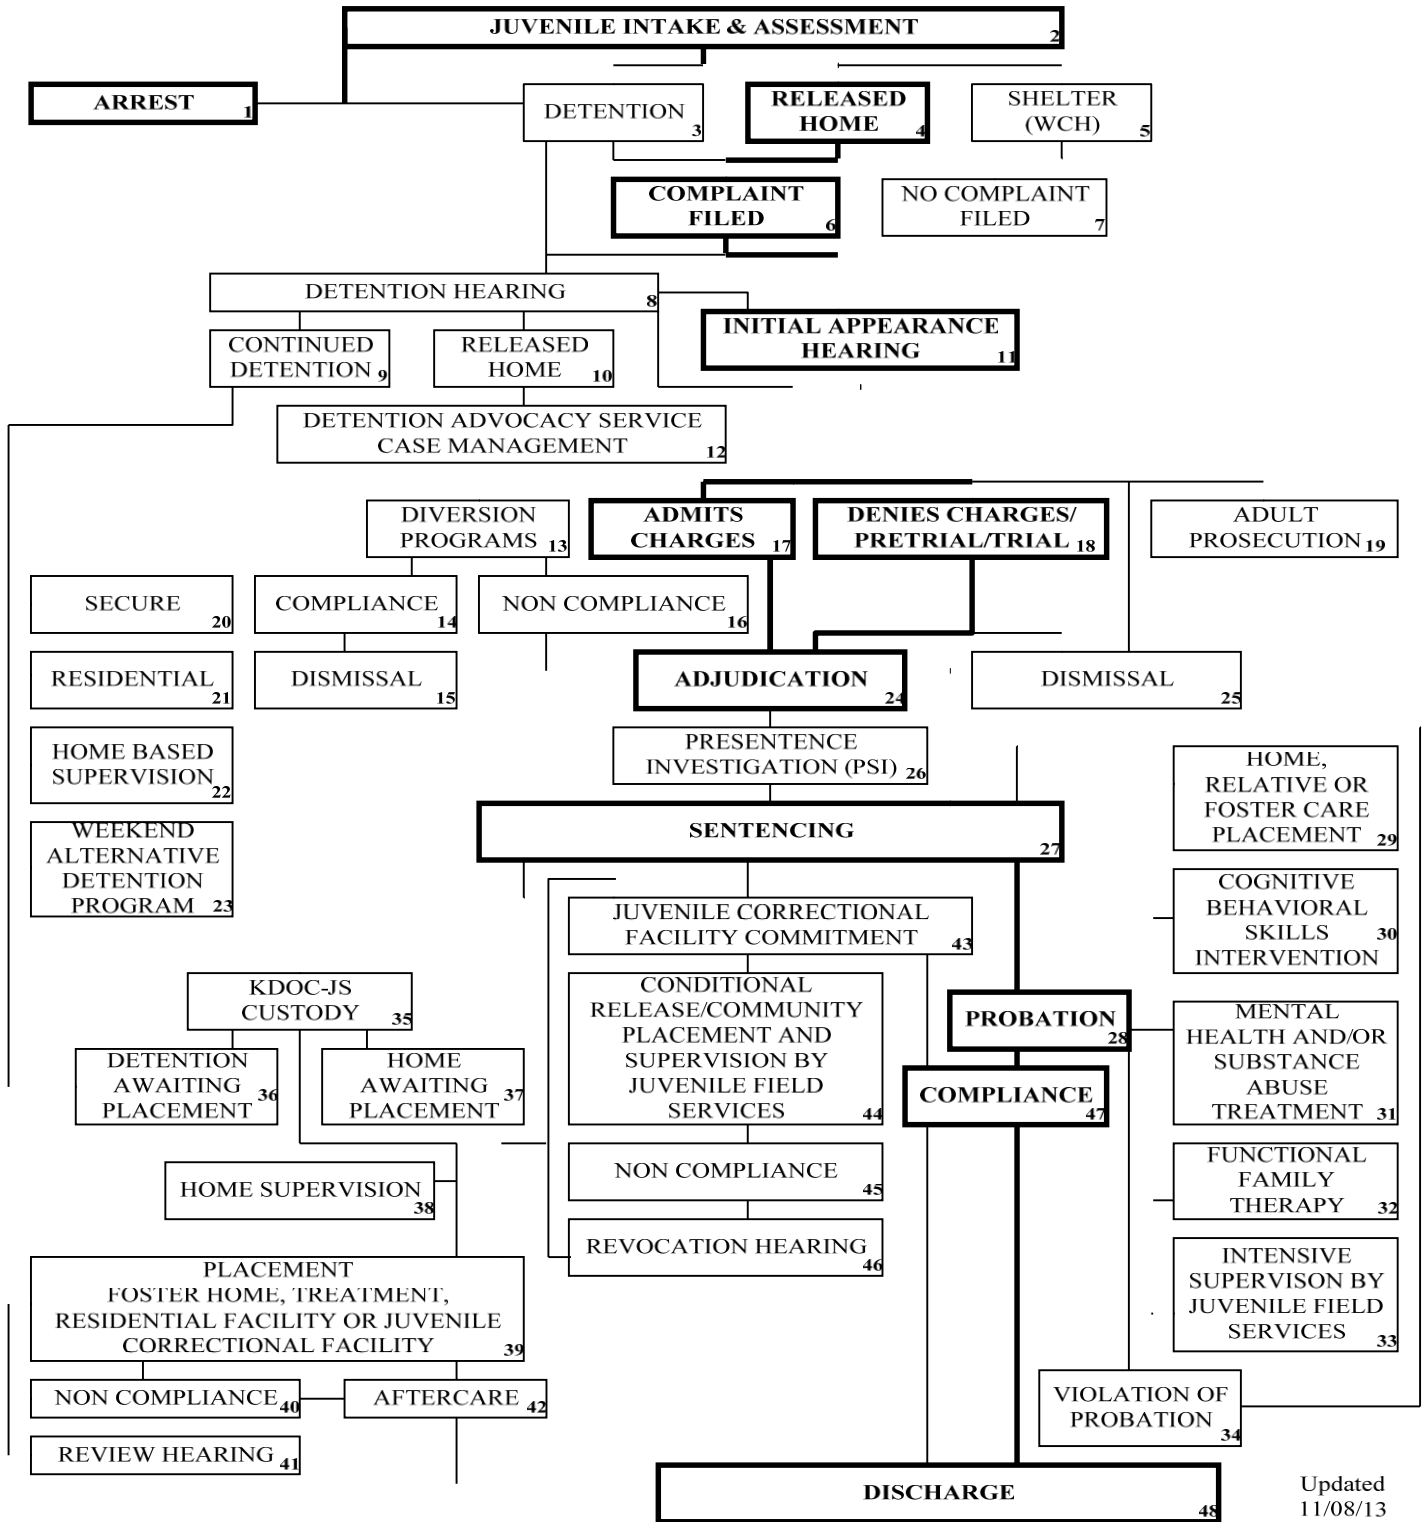 JUVENILE INTAKE & ASSESSMENT
2
ARREST
1
DETENTION
3
RELEASED
HOME
4
SHELTER
(WCH)
5
COMPLAINT
FILED
6
NO COMPLAINT
FILED
7
DETENTION HEARING
8
CONTINUED
DETENTION 9
RELEASED
HOME 10
INITIAL APPEARANCE
HEARING 11
DETENTION ADVOCACY SERVICE
CASE MANAGEMENT 12
DIVERSION
PROGRAMS 13
ADMITS
CHARGES 17
DENIES CHARGES/
PRETRIAL/TRIAL 18
ADULT
PROSECUTION 19
SECURE
20
COMPLIANCE
14
NON COMPLIANCE
16
RESIDENTIAL
21
DISMISSAL
15
ADJUDICATION
24
DISMISSAL
25
HOME BASED
SUPERVISION
22
PRESENTENCE
INVESTIGATION (PSI) 26
HOME,
RELATIVE OR
FOSTER CARE
PLACEMENT 29
WEEKEND
ALTERNATIVE
DETENTION
PROGRAM 23
SENTENCING
27
COGNITIVE
BEHAVIORAL
SKILLS 30
INTERVENTION
JUVENILE CORRECTIONAL
FACILITY COMMITMENT 43
KDOC-JS
CUSTODY 35
CONDITIONAL
RELEASE/COMMUNITY
PLACEMENT AND
SUPERVISION BY
JUVENILE FIELD
SERVICES 44
PROBATION
28
MENTAL
HEALTH AND/OR
SUBSTANCE
ABUSE
TREATMENT 31
DETENTION
AWAITING
PLACEMENT 36
HOME
AWAITING
PLACEMENT 37
COMPLIANCE
47
NON COMPLIANCE
45
FUNCTIONAL
FAMILY
THERAPY 32
HOME SUPERVISION
38
REVOCATION HEARING
46
INTENSIVE
SUPERVISON BY
JUVENILE FIELD
SERVICES 33
PLACEMENT
FOSTER HOME, TREATMENT,
RESIDENTIAL FACILITY OR JUVENILE
CORRECTIONAL FACILITY 39
NON COMPLIANCE 40
AFTERCARE 42
VIOLATION OF
PROBATION
34
REVIEW HEARING 41
DISCHARGE
48
Updated
11/08/13